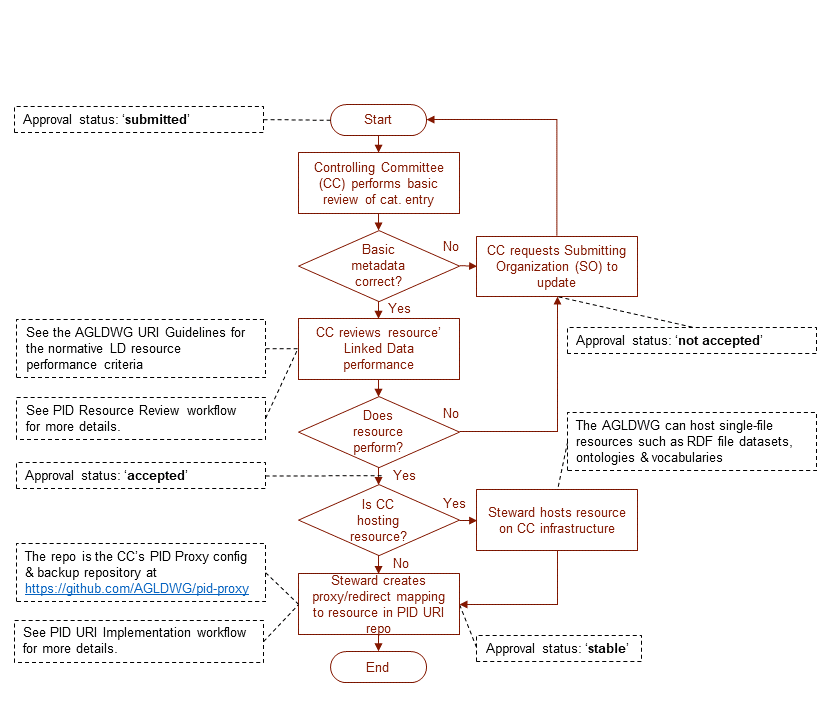 Approval status: ‘submitted’
Start
Controlling Committee
(CC) performs basic
review of cat. entry
Basic
metadata
correct?
No
CC requests Submitting
Organization (SO) to
update
Yes
See the AGLDWG URI Guidelines for
the normative LD resource
performance criteria
CC reviews resource’
Linked Data
performance
Approval status: ‘not accepted’
See PID Resource Review workflow
for more details.
Does
resource
perform?
No
The AGLDWG can host single-file
resources such as RDF file datasets,
ontologies & vocabularies
Approval status: ‘accepted’
Yes
Is CC
hosting
resource?
Yes
Steward hosts resource
on CC infrastructure
No
The repo is the CC’s PID Proxy config
& backup repository at
https://github.com/AGLDWG/pid-proxy
Steward creates
proxy/redirect mapping
to resource in PID URI
repo
See PID URI Implementation workflow
for more details.
Approval status: ‘stable’
End